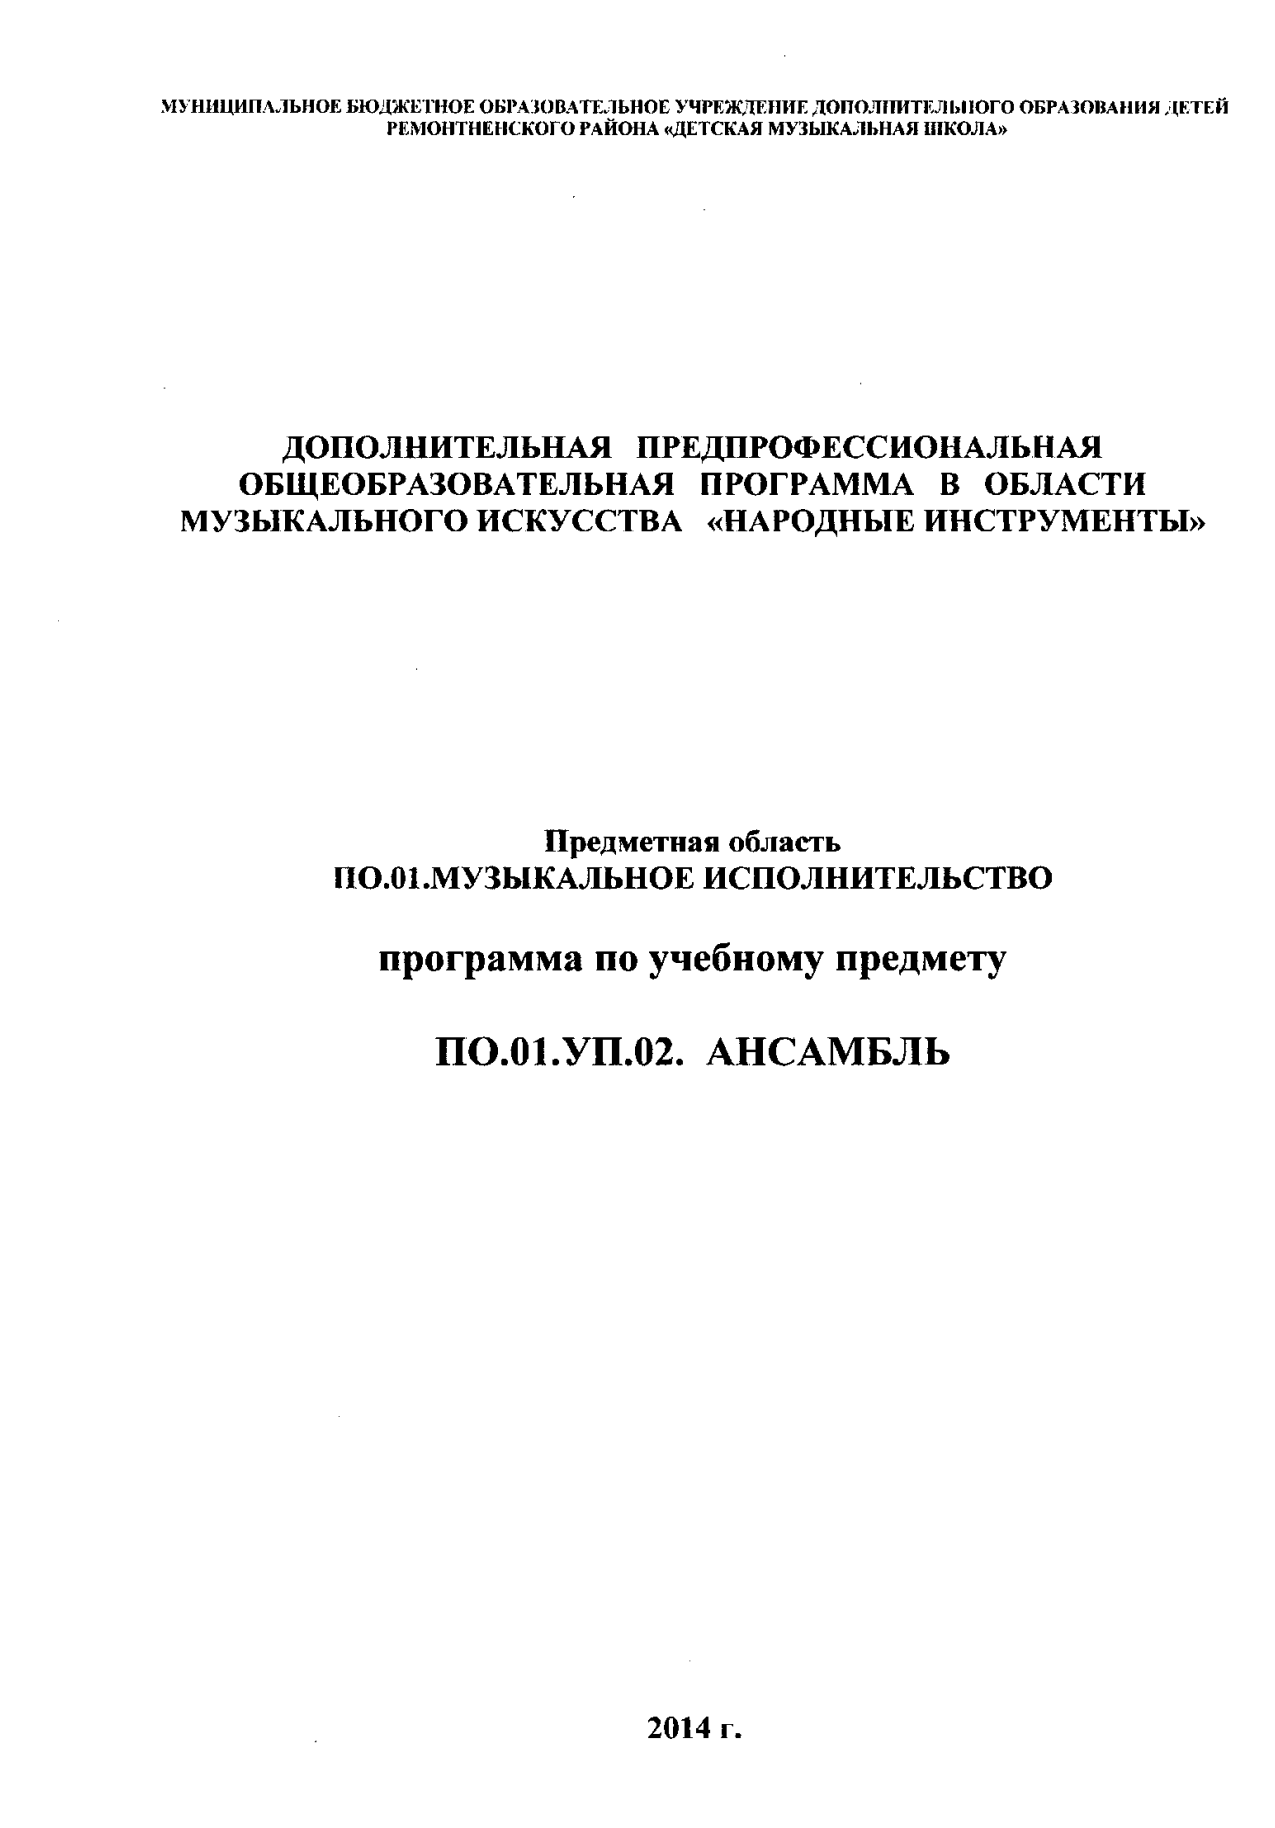 МУНИЦИПАЛЬНОЕ БЮДЖЕТНОЕ ОБРАЗОВАТЕЛЬНОЕ УЧРЕЖДЕНИЕ ДОПОЛНИТЕЛЬНОГО ОБРАЗОВАНИЯ ДЕТЕЙ
РЕМОНТНЕНСКОГО РАЙОНА «ДЕТСКАЯ МУЗЫКАЛЬНАЯ ШКОЛА»
ДОПОЛНИТЕЛЬНАЯ ПРЕДПРОФЕССИОНАЛЬНАЯ
ОБЩЕОБРАЗОВАТЕЛЬНАЯ ПРОГРАММА В ОБЛАСТИ
МУЗЫКАЛЬНОГО ИСКУССТВА «НАРОДНЫЕ ИНСТРУМЕНТЫ»
Предметная область
ПО.01.МУЗЫКАЛЬНОЕ ИСПОЛНИТЕЛЬСТВО
программа по учебному предмету
ПО.01.УП.02. АНСАМБЛЬ
2014 г.